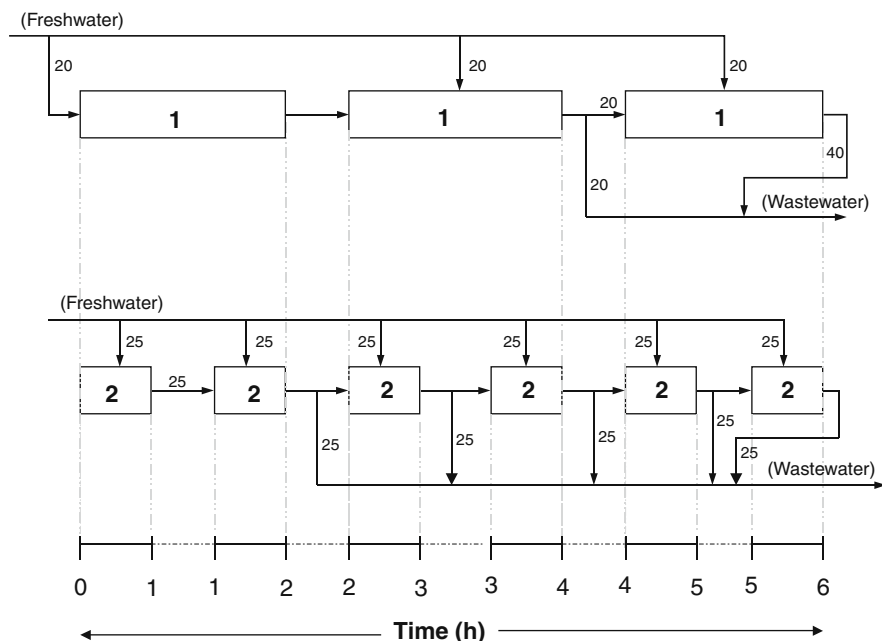 (Freshwater)
20 20 20
1 1 20 1
20 40
(Wastewater)
(Freshwater)
25 25 25 25 25 25
2 25 2 2 2 2 2
25 25 25 25 25
(Wastewater)
0 1 1 2 2 3 3 4 4 5 5 6
Time (h)